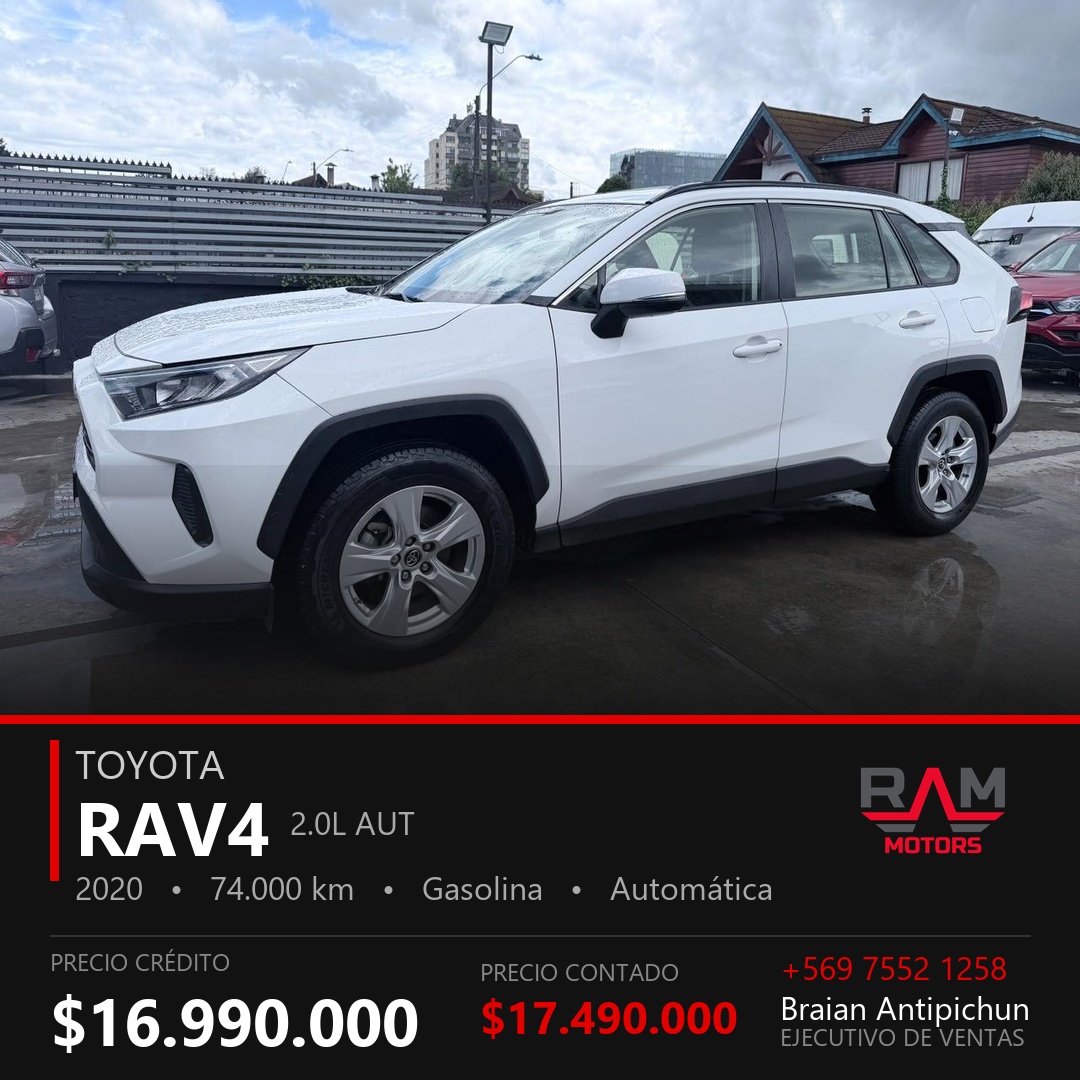 TOYOTA
RAV4 2.0L AUT
2020 • 74.000 km • Gasolina • Automática
RAM
MOTORS
PRECIO CRÉDITO
$16.990.000
PRECIO CONTADO
$17.490.000
+569 7552 1258
Braian Antipichun
EJECUTIVO DE VENTAS